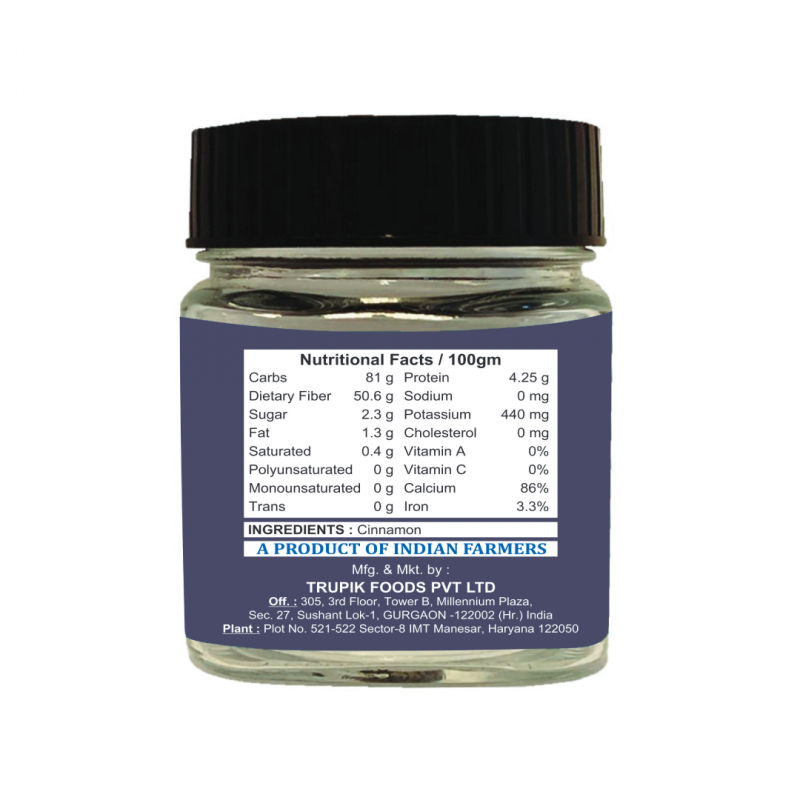 Nutritional Facts / 100gm
Carbs 81 g Protein 4.25 g
Dietary Fiber 50.6 g Sodium 0 mg
Sugar 2.3 g Potassium 440 mg
Fat 1.3 g Cholesterol 0 mg
Saturated 0.4 g Vitamin A 0%
Polyunsaturated 0 g Vitamin C 0%
Monounsaturated 0 g Calcium 86%
Trans 0 g Iron 3.3%
INGREDIENTS : Cinnamon
A PRODUCT OF INDIAN FARMERS
Mfg. & Mkt. by :
TRUPIK FOODS PVT LTD
Off. : 305, 3rd Floor, Tower B, Millennium Plaza,
Sec. 27, Sushant Lok-1, GURGAON -122002 (Hr.) India
Plant : Plot No. 521-522 Sector-8 IMT Manesar, Haryana 122050